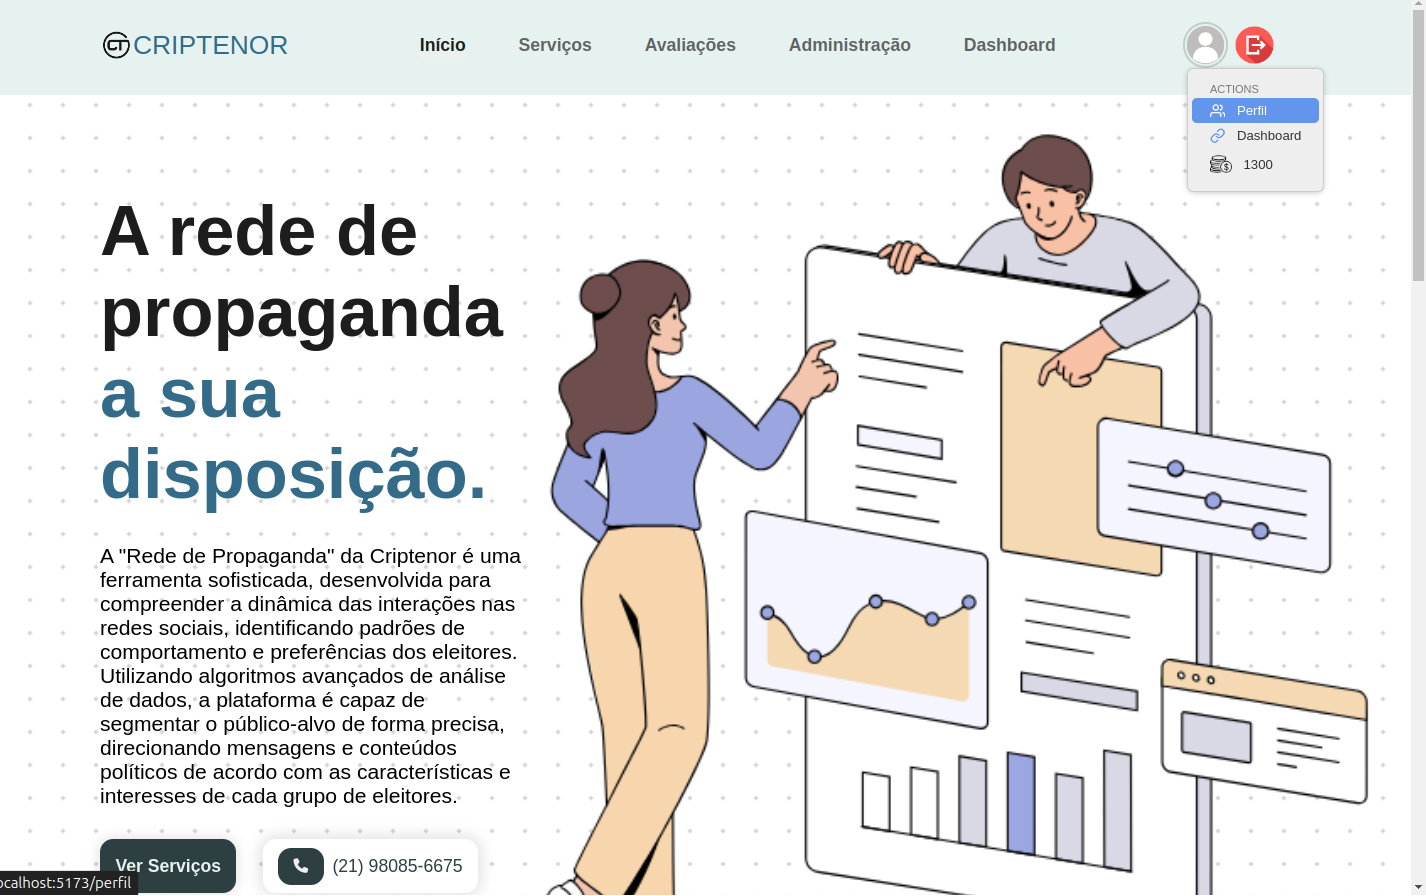 CRIPTENOR
Início
Serviços
Avaliações
Administração
Dashboard
ACTIONS
Perfil
Dashboard
1300
A rede de
propaganda
a sua
disposição.
A "Rede de Propaganda" da Criptenor é uma
ferramenta sofisticada, desenvolvida para
compreender a dinâmica das interações nas
redes sociais, identificando padrões de
comportamento e preferências dos eleitores.
Utilizando algoritmos avançados de análise
de dados, a plataforma é capaz de
segmentar o público-alvo de forma precisa,
direcionando mensagens e conteúdos
políticos de acordo com as características e
interesses de cada grupo de eleitores.
Ver Serviços
(21) 98085-6675
ocalhost:5173/perfil